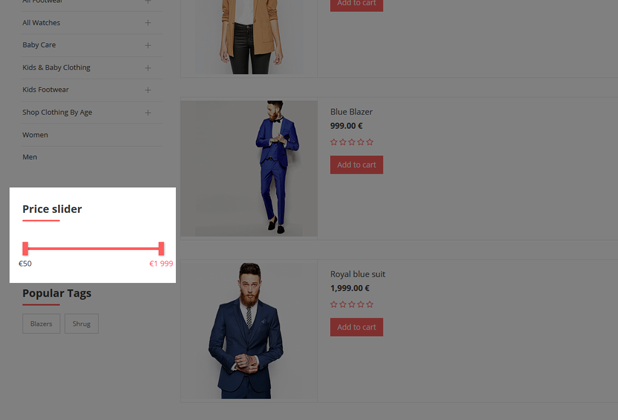 All Footwear
All Watches
Baby Care
Kids & Baby Clothing
Kids Footwear
Shop Clothing By Age
Women
Men
Price slider
€50
€1 999
Popular Tags
Blazers
Shrug
Add to cart
Blue Blazer
999.00 €
Add to cart
Royal blue suit
1,999.00 €
Add to cart